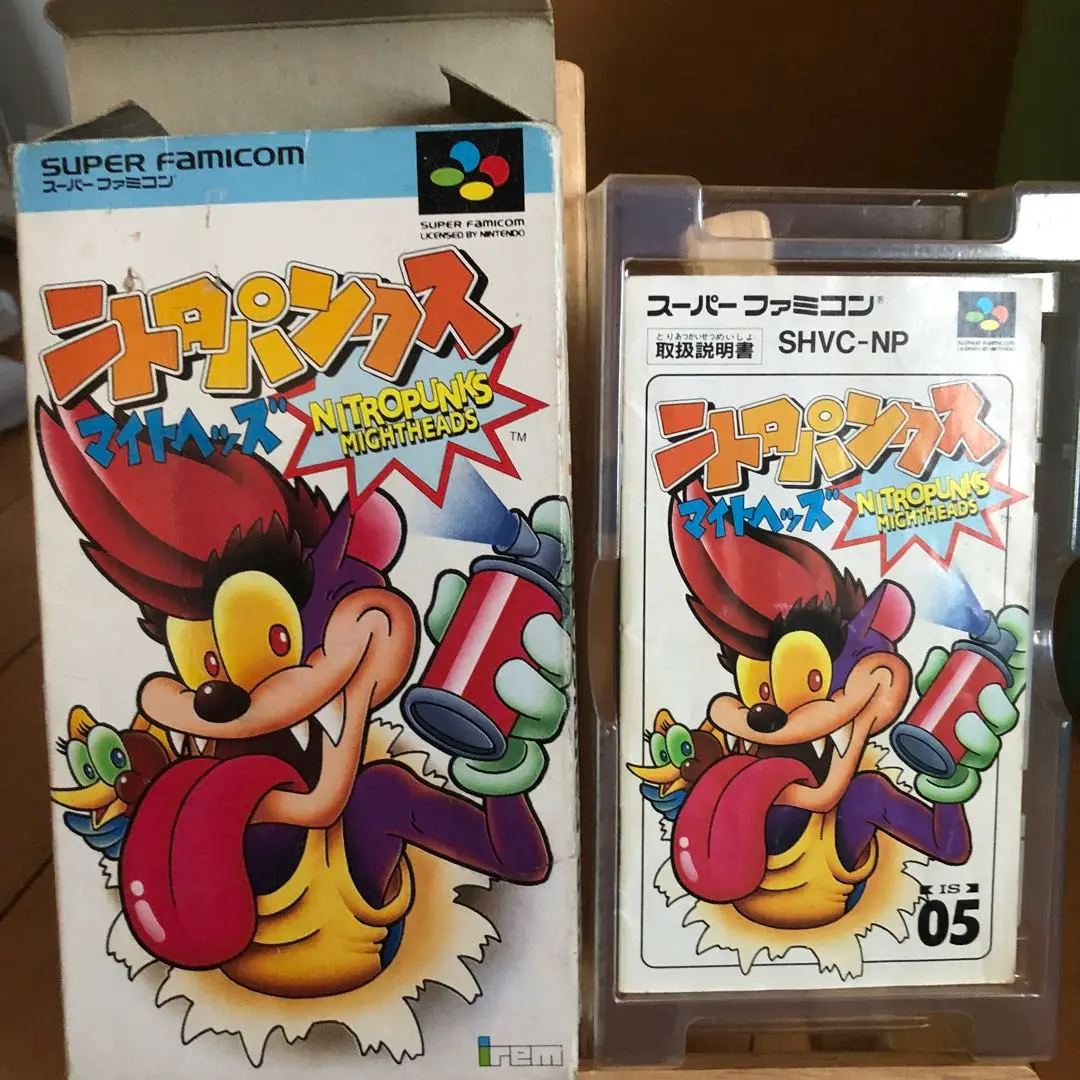 SUPER FAMICOM
スーパーファミコン
SUPER FAMICOM
LICENSED BY NINTENDO
ニトロパンクス
マイトヘッズ
NITROPUNKS
MIGHTHEADS
TM
irem
スーパーファミコン®
とりあつかいせつめいしょ
取扱説明書
SHVC-NP
SUPER FAMICOM
LICENSED BY NINTENDO
ニトロパンクス
マイトヘッズ
NITROPUNKS
MIGHTHEADS
IS
05